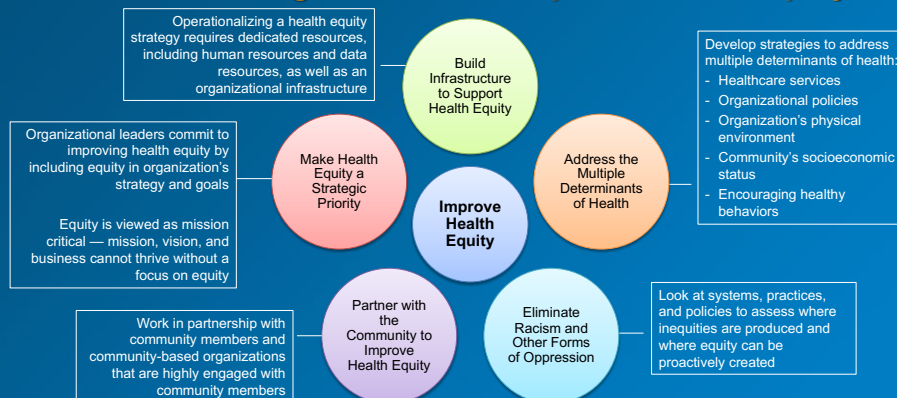 Operationalizing a health equity
strategy requires dedicated resources,
including human resources and data
resources, as well as an
organizational infrastructure
Build
Infrastructure
to Support
Health Equity
Develop strategies to address
multiple determinants of health:
- Healthcare services
- Organizational policies
- Organization's physical
environment
- Community's socioeconomic
status
- Encouraging healthy
behaviors
Organizational leaders commit to
improving health equity by
including equity in organization's
strategy and goals
Equity is viewed as mission
critical — mission, vision, and
business cannot thrive without a
focus on equity
Make Health
Equity a
Strategic
Priority
Address the
Multiple
Determinants
of Health
Improve
Health
Equity
Partner with
the
Community to
Improve
Health Equity
Eliminate
Racism and
Other Forms
of Oppression
Work in partnership with
community members and
community-based organizations
that are highly engaged with
community members
Look at systems, practices,
and policies to assess where
inequities are produced and
where equity can be
proactively created